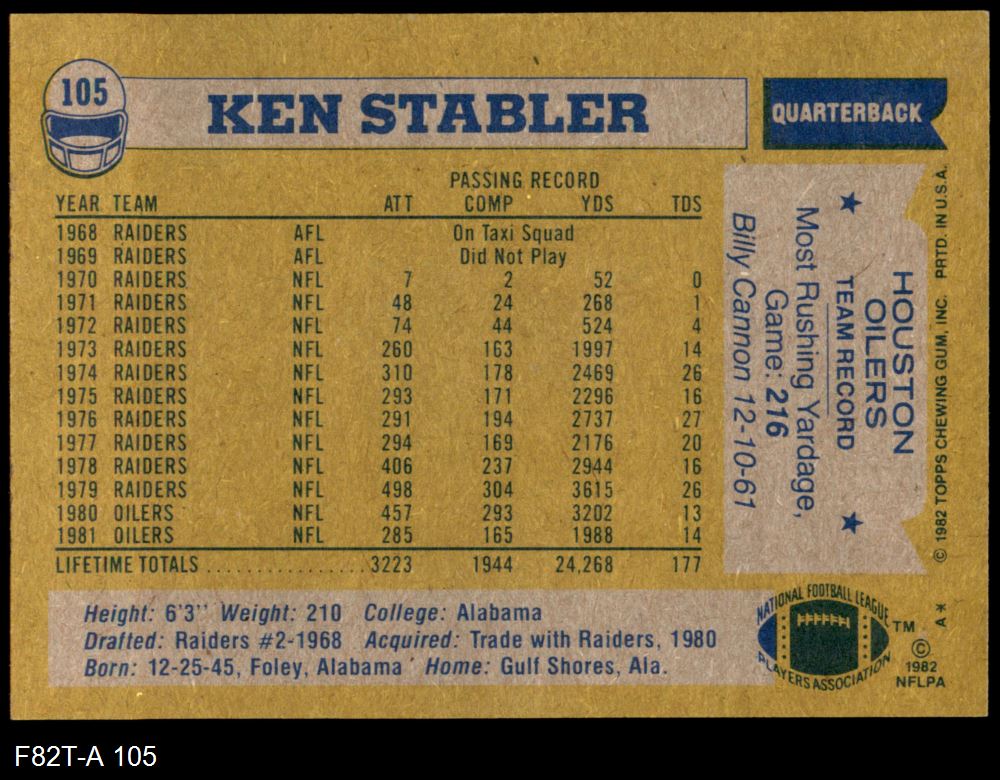 105
KEN STABLER
QUARTERBACK
PASSING RECORD
YEAR TEAM ATT COMP YDS TDS
1968 RAIDERS AFL On Taxi Squad
1969 RAIDERS AFL Did Not Play
1970 RAIDERS NFL 7 2 52 0
1971 RAIDERS NFL 48 24 268 1
1972 RAIDERS NFL 74 44 524 4
1973 RAIDERS NFL 260 163 1997 14
1974 RAIDERS NFL 310 178 2469 26
1975 RAIDERS NFL 293 171 2296 16
1976 RAIDERS NFL 291 194 2737 27
1977 RAIDERS NFL 294 169 2176 20
1978 RAIDERS NFL 406 237 2944 16
1979 RAIDERS NFL 498 304 3615 26
1980 OILERS NFL 457 293 3202 13
1981 OILERS NFL 285 165 1988 14
LIFETIME TOTALS ................3223 1944 24,268 177
HOUSTON
OILERS
★ TEAM RECORD ★
Most Rushing Yardage,
Game: 216
Billy Cannon 12-10-61
© 1982 TOPPS CHEWING GUM, INC. PRTD. IN U.S.A.
A*
Height: 6'3" Weight: 210 College: Alabama
Drafted: Raiders #2-1968 Acquired: Trade with Raiders, 1980
Born: 12-25-45, Foley, Alabama Home: Gulf Shores, Ala.
NATIONAL FOOTBALL LEAGUE
PLAYERS ASSOCIATION
TM
©
1982
NFLPA
F82T-A 105